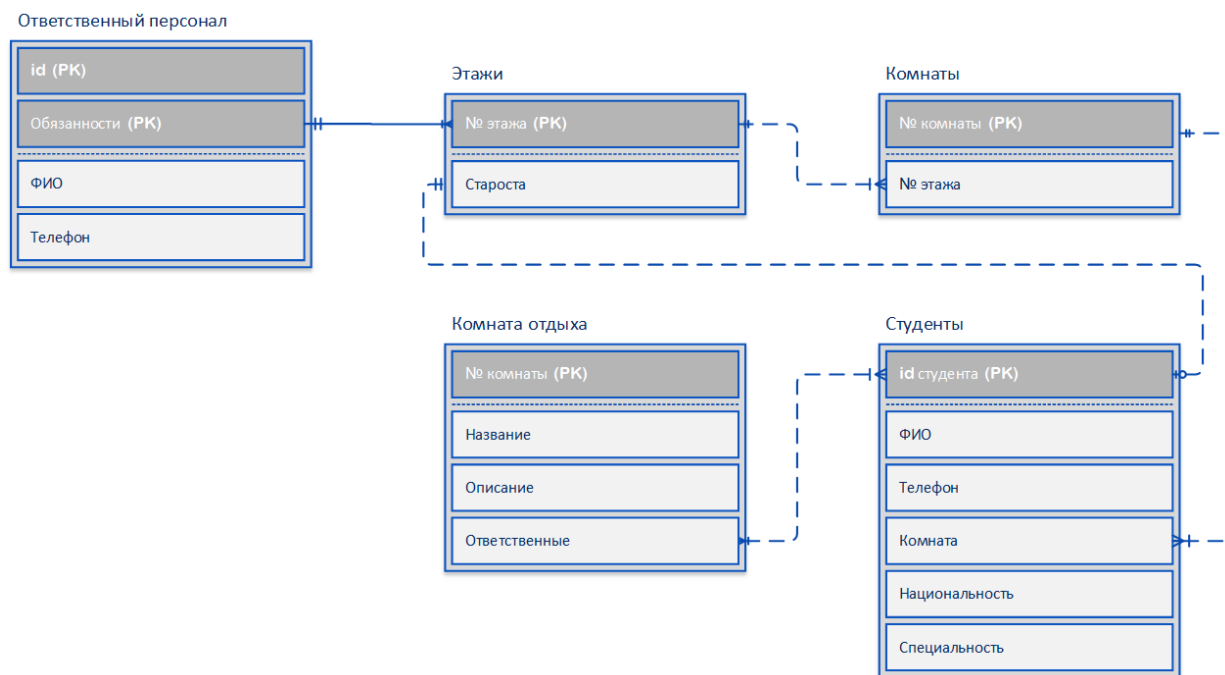 Ответственный персонал
id (PK)
Обязанности (PK)
ФИО
Телефон
Этажи
№ этажа (PK)
Староста
Комнаты
№ комнаты (PK)
№ этажа
Комната отдыха
№ комнаты (PK)
Название
Описание
Ответственные
Студенты
id студента (PK)
ФИО
Телефон
Комната
Национальность
Специальность